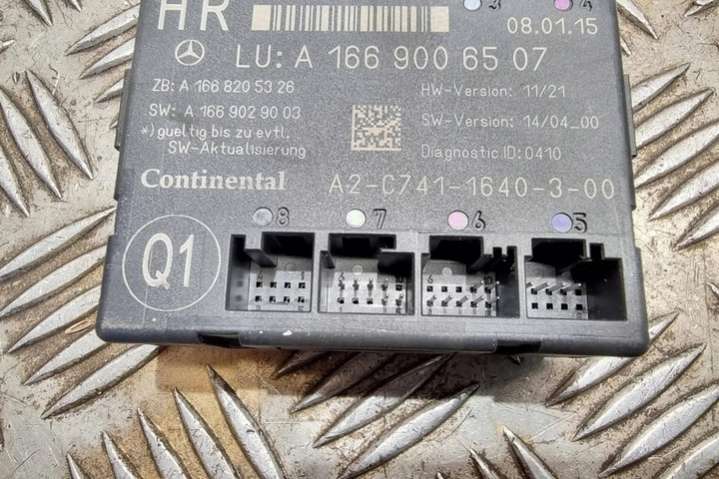 HR
3 4
08.01.15
LU: A 166 900 65 07
ZB: A 166 820 53 26 HW-Version: 11/21
SW: A 166 902 90 03 SW-Version: 14/04_00
*) gueltig bis zu evtl.
SW-Aktualisierung Diagnostic ID: 0410
Continental A2-C741-1640-3-00
8 7 6 5
Q1